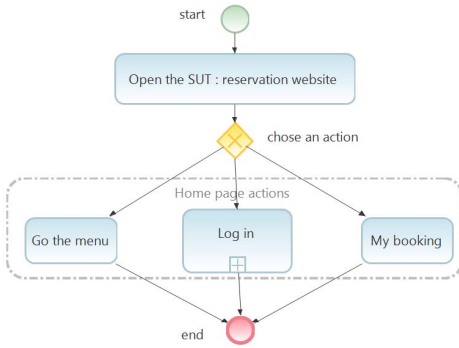 start
Open the SUT : reservation website
chose an action
Home page actions
Go the menu
Log in
My booking
end